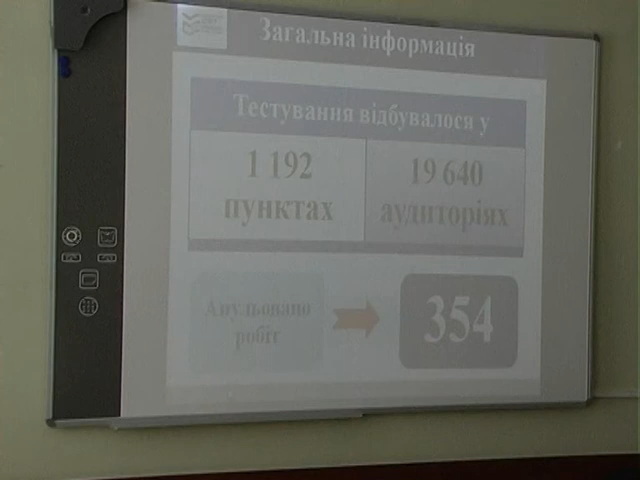 Загальна інформація
Тестування відбувалося у
1 192
пунктах
19 640
аудиторіях
Анульовано
робіт
354